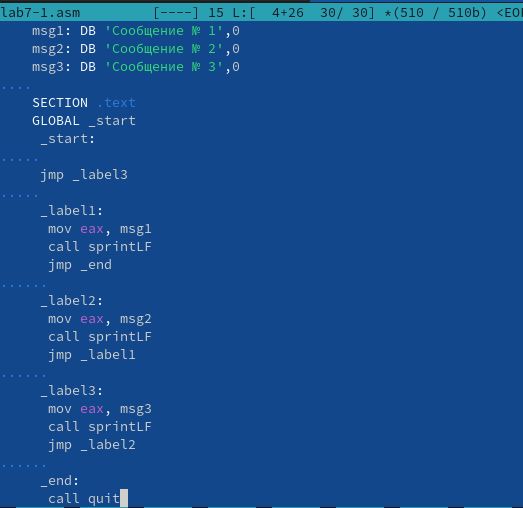 lab7-1.asm [----] 15 L:[ 4+26 30/ 30] *(510 / 510b) <EOF
msg1: DB 'Сообщение № 1',0
msg2: DB 'Сообщение № 2',0
msg3: DB 'Сообщение № 3',0
....
SECTION .text
GLOBAL _start
_start:
.....
jmp _label3
.....
_label1:
mov eax, msg1
call sprintLF
jmp _end
......
_label2:
mov eax, msg2
call sprintLF
jmp _label1
......
_label3:
mov eax, msg3
call sprintLF
jmp _label2
......
_end:
call quit